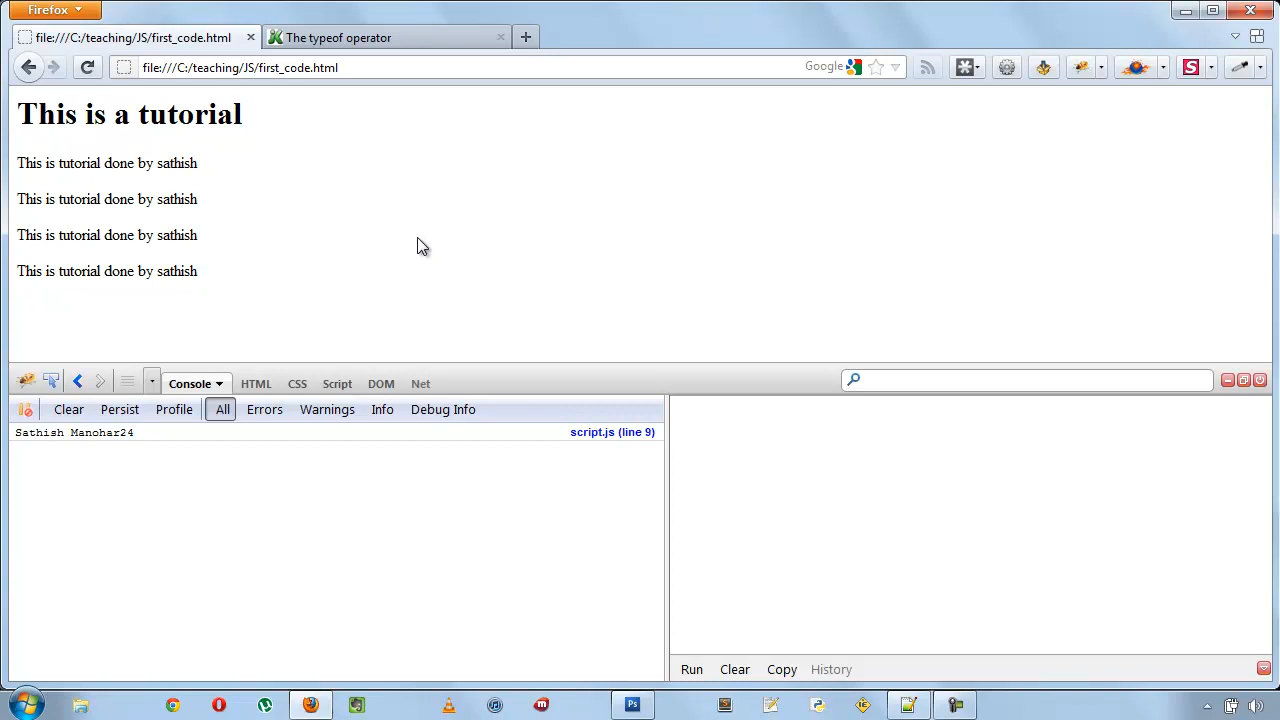 Firefox
file:///C:/teaching/JS/first_code.html
The typeof operator
file:///C:/teaching/JS/first_code.html
Google
This is a tutorial
This is tutorial done by sathish
This is tutorial done by sathish
This is tutorial done by sathish
This is tutorial done by sathish
Console HTML CSS Script DOM Net
Clear Persist Profile All Errors Warnings Info Debug Info
Sathish Manohar24 script.js (line 9)
Run Clear Copy History
Ps